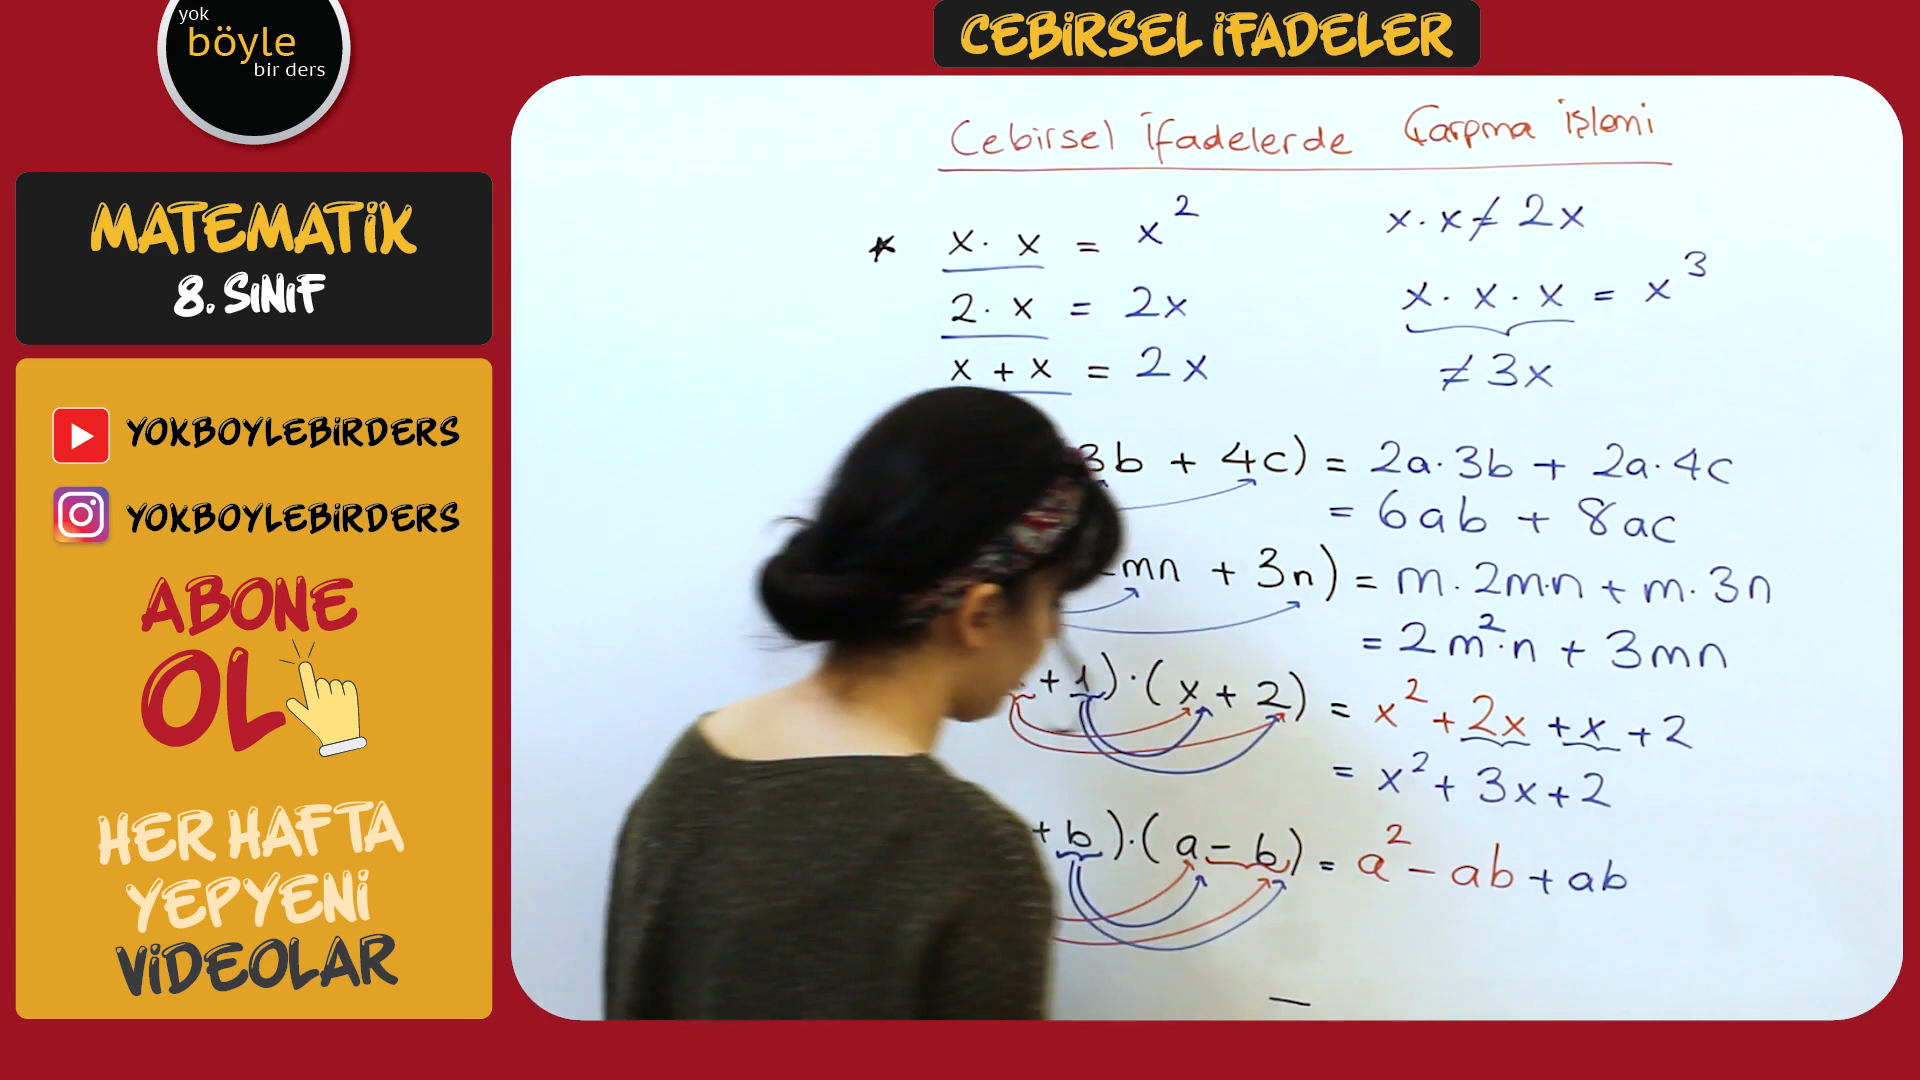 yok
böyle
bir ders
MATEMATİK
8. SINIF
YOKBOYLEBİRDERS
YOKBOYLEBİRDERS
ABONE
OL
HER HAFTA
YEPYENİ
VİDEOLAR
CEBİRSEL İFADELER
Cebirsel İfadelerde Çarpma İşlemi
* x · x = x²
x · x ≠ 2x
2 · x = 2x
x · x · x = x³
x + x = 2x
≠ 3x
3b + 4c) = 2a · 3b + 2a · 4c
= 6ab + 8ac
mn + 3n) = m · 2m·n + m · 3n
= 2m²·n + 3mn
+ 1) · (x + 2) = x² + 2x + x + 2
= x² + 3x + 2
+ b) · (a - b) = a² - ab + ab